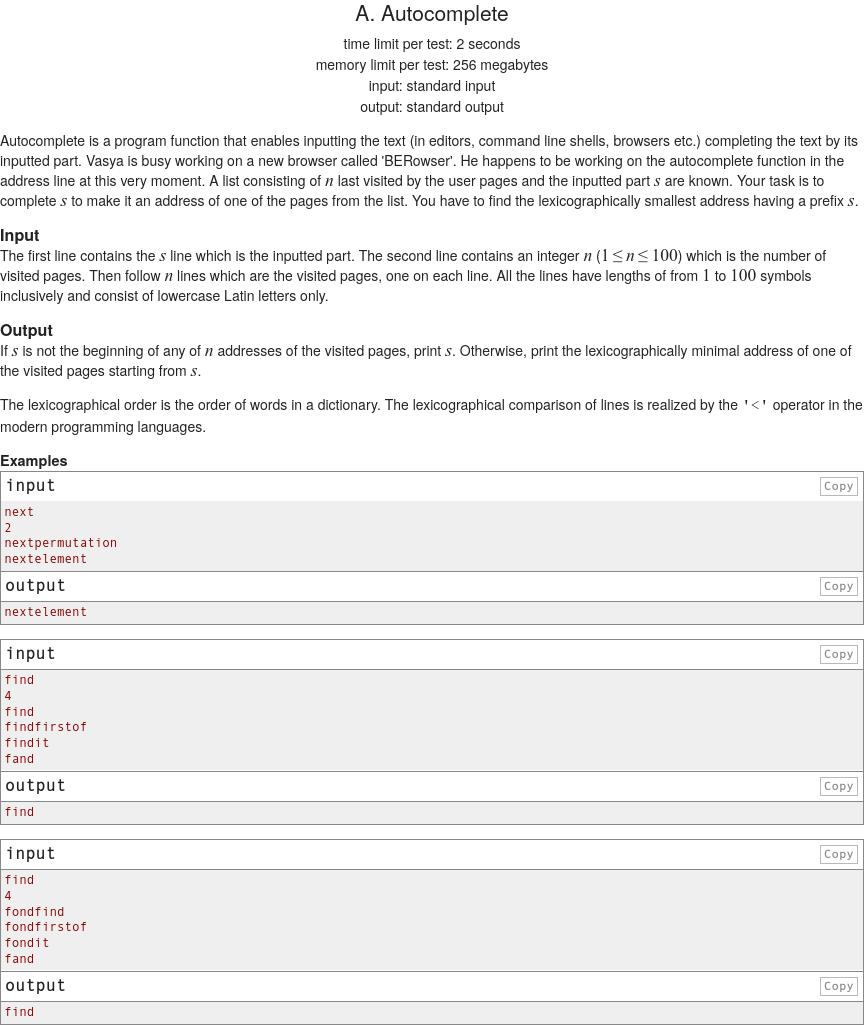 A. Autocomplete
time limit per test: 2 seconds
memory limit per test: 256 megabytes
input: standard input
output: standard output
Autocomplete is a program function that enables inputting the text (in editors, command line shells, browsers etc.) completing the text by its
inputted part. Vasya is busy working on a new browser called 'BERowser'. He happens to be working on the autocomplete function in the
address line at this very moment. A list consisting of n last visited by the user pages and the inputted part s are known. Your task is to
complete s to make it an address of one of the pages from the list. You have to find the lexicographically smallest address having a prefix s.
Input
The first line contains the s line which is the inputted part. The second line contains an integer n (1 ≤ n ≤ 100) which is the number of
visited pages. Then follow n lines which are the visited pages, one on each line. All the lines have lengths of from 1 to 100 symbols
inclusively and consist of lowercase Latin letters only.
Output
If s is not the beginning of any of n addresses of the visited pages, print s. Otherwise, print the lexicographically minimal address of one of
the visited pages starting from s.
The lexicographical order is the order of words in a dictionary. The lexicographical comparison of lines is realized by the '<' operator in the
modern programming languages.
Examples
input Copy
next
2
nextpermutation
nextelement
output Copy
nextelement
input Copy
find
4
find
findfirstof
findit
fand
output Copy
find
input Copy
find
4
fondfind
fondfirstof
fondit
fand
output Copy
find